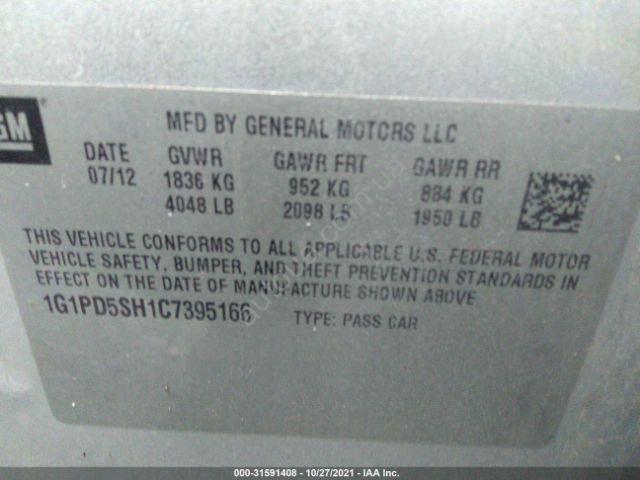 GM
MFD BY GENERAL MOTORS LLC
DATE GVWR GAWR FRT GAWR RR
07/12 1836 KG 952 KG 884 KG
4048 LB 2098 LB 1950 LB
THIS VEHICLE CONFORMS TO ALL APPLICABLE U.S. FEDERAL MOTOR
VEHICLE SAFETY, BUMPER, AND THEFT PREVENTION STANDARDS IN
EFFECT ON THE DATE OF MANUFACTURE SHOWN ABOVE
1G1PD5SH1C7395166 TYPE: PASS CAR
000-31591408 - 10/27/2021 - IAA Inc.